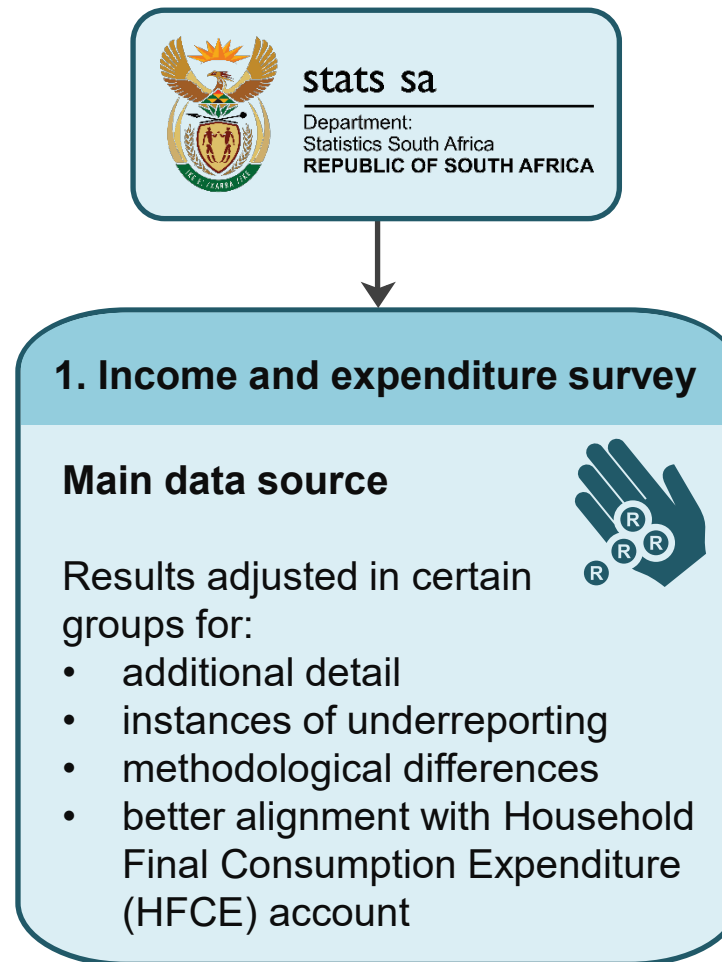 stats sa
Department:
Statistics South Africa
REPUBLIC OF SOUTH AFRICA
1. Income and expenditure survey
Main data source
R
R
R
R
Results adjusted in certain
groups for:
• additional detail
• instances of underreporting
• methodological differences
• better alignment with Household
Final Consumption Expenditure
(HFCE) account